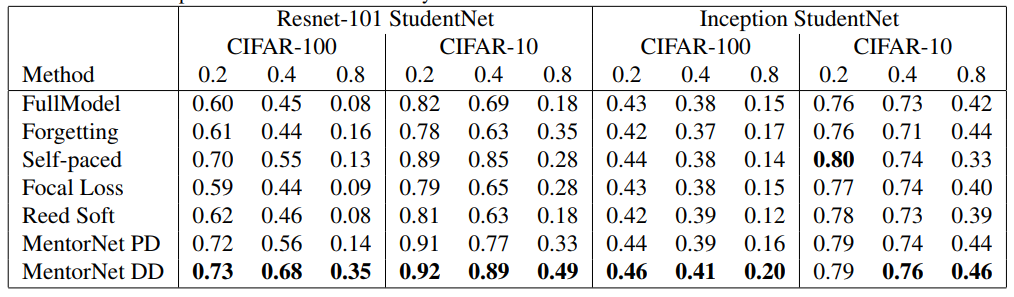 Resnet-101 StudentNet Inception StudentNet
CIFAR-100 CIFAR-10 CIFAR-100 CIFAR-10
Method 0.2 0.4 0.8 0.2 0.4 0.8 0.2 0.4 0.8 0.2 0.4 0.8
FullModel 0.60 0.45 0.08 0.82 0.69 0.18 0.43 0.38 0.15 0.76 0.73 0.42
Forgetting 0.61 0.44 0.16 0.78 0.63 0.35 0.42 0.37 0.17 0.76 0.71 0.44
Self-paced 0.70 0.55 0.13 0.89 0.85 0.28 0.44 0.38 0.14 0.80 0.74 0.33
Focal Loss 0.59 0.44 0.09 0.79 0.65 0.28 0.43 0.38 0.15 0.77 0.74 0.40
Reed Soft 0.62 0.46 0.08 0.81 0.63 0.18 0.42 0.39 0.12 0.78 0.73 0.39
MentorNet PD 0.72 0.56 0.14 0.91 0.77 0.33 0.44 0.39 0.16 0.79 0.74 0.44
MentorNet DD 0.73 0.68 0.35 0.92 0.89 0.49 0.46 0.41 0.20 0.79 0.76 0.46